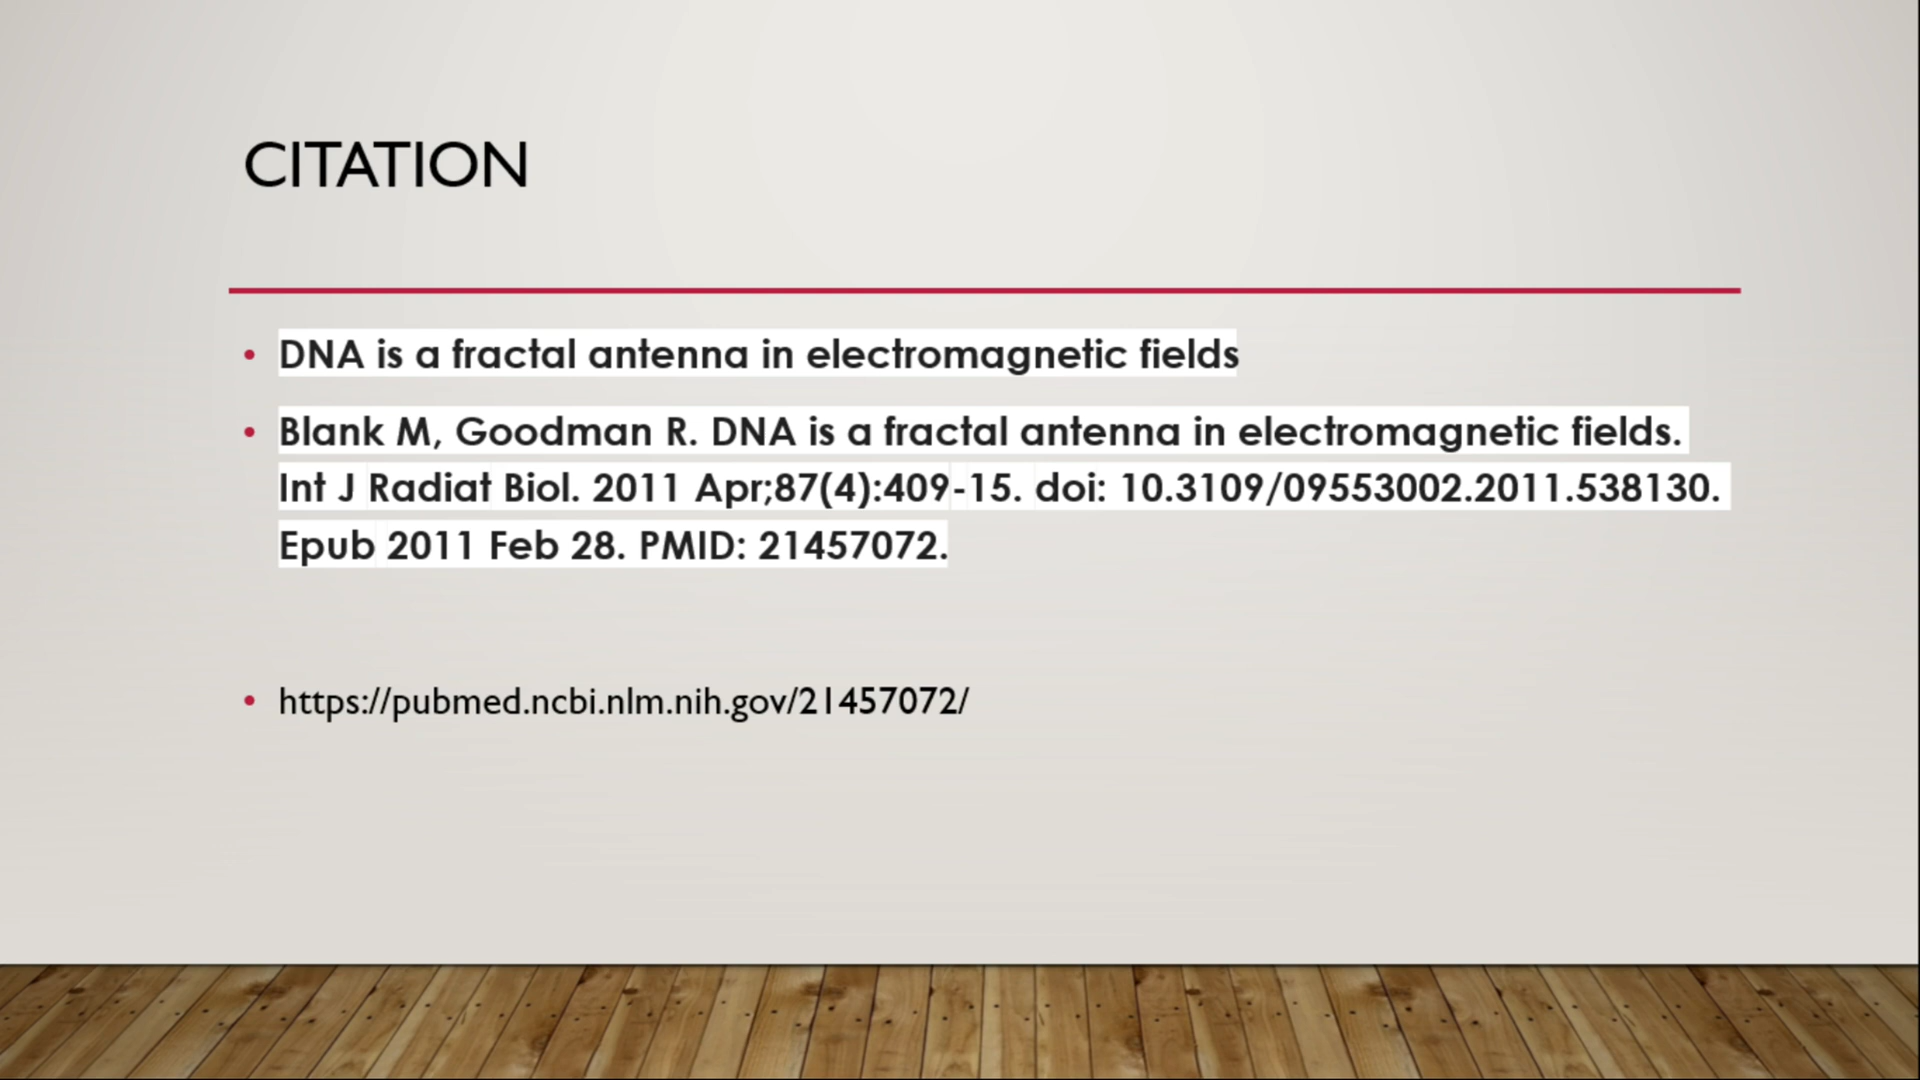 CITATION
DNA is a fractal antenna in electromagnetic fields
Blank M, Goodman R. DNA is a fractal antenna in electromagnetic fields.
Int J Radiat Biol. 2011 Apr;87(4):409-15. doi: 10.3109/09553002.2011.538130.
Epub 2011 Feb 28. PMID: 21457072.
https://pubmed.ncbi.nlm.nih.gov/21457072/